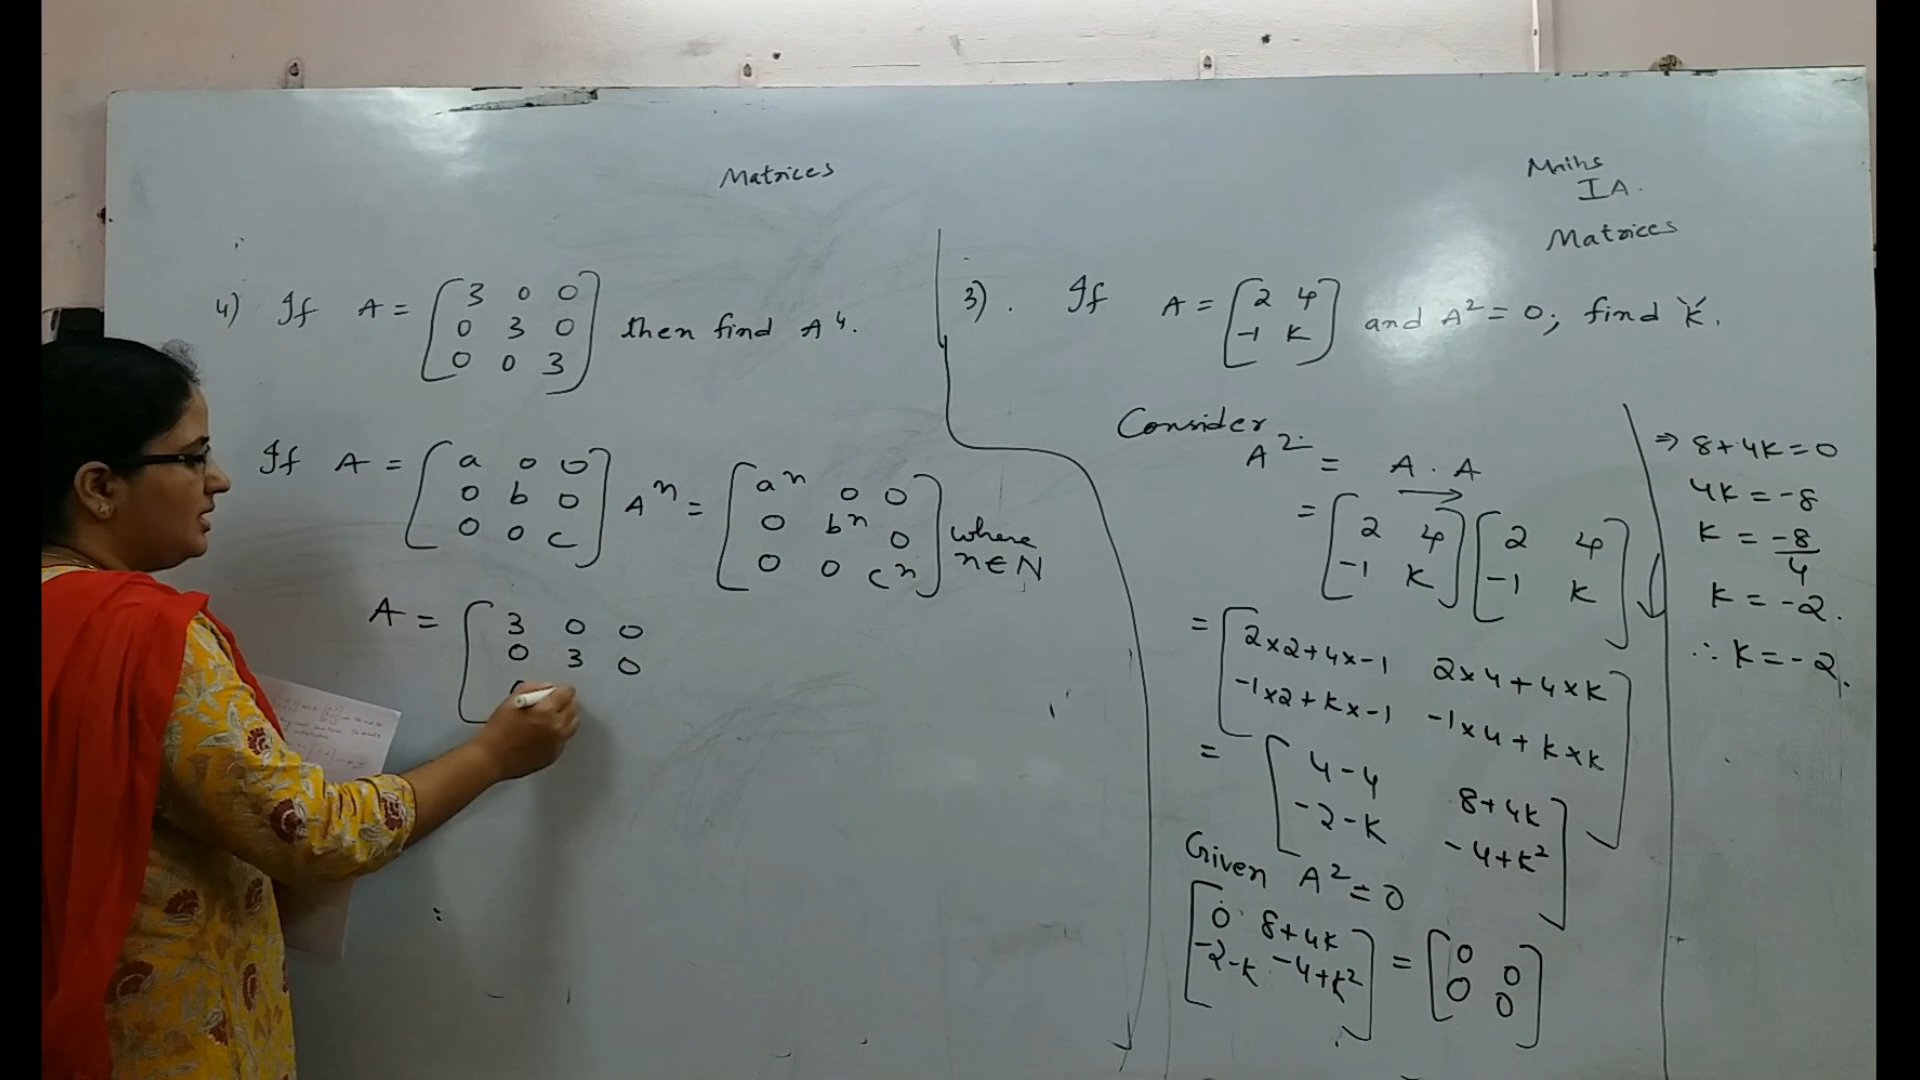 Matrices
Maths
IA.
Matrices
4) If A = [3 0 0
0 3 0
0 0 3] then find A⁴.
If A = [a 0 0
0 b 0
0 0 c] Aⁿ = [aⁿ 0 0
0 bⁿ 0
0 0 cⁿ] where n∈N
A = [3 0 0
0 3 0
3). If A = [2 4
-1 k] and A² = 0; find 'k'.
Consider
A² = A . A
= [2 4
-1 k] [2 4
-1 k]
= [2×2+4×-1 2×4+4×k
-1×2+k×-1 -1×4+k×k]
= [4-4 8+4k
-2-k -4+k²]
Given A² = 0
[0 8+4k
-2-k -4+k²] = [0 0
0 0]
⇒ 8+4k=0
4k = -8
k = -8/4
k = -2.
∴ k = -2.